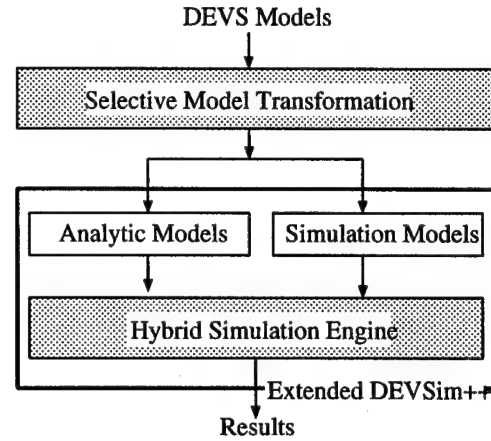 DEVS Models
Selective Model Transformation
Analytic Models
Simulation Models
Hybrid Simulation Engine
Extended DEVSim++
Results